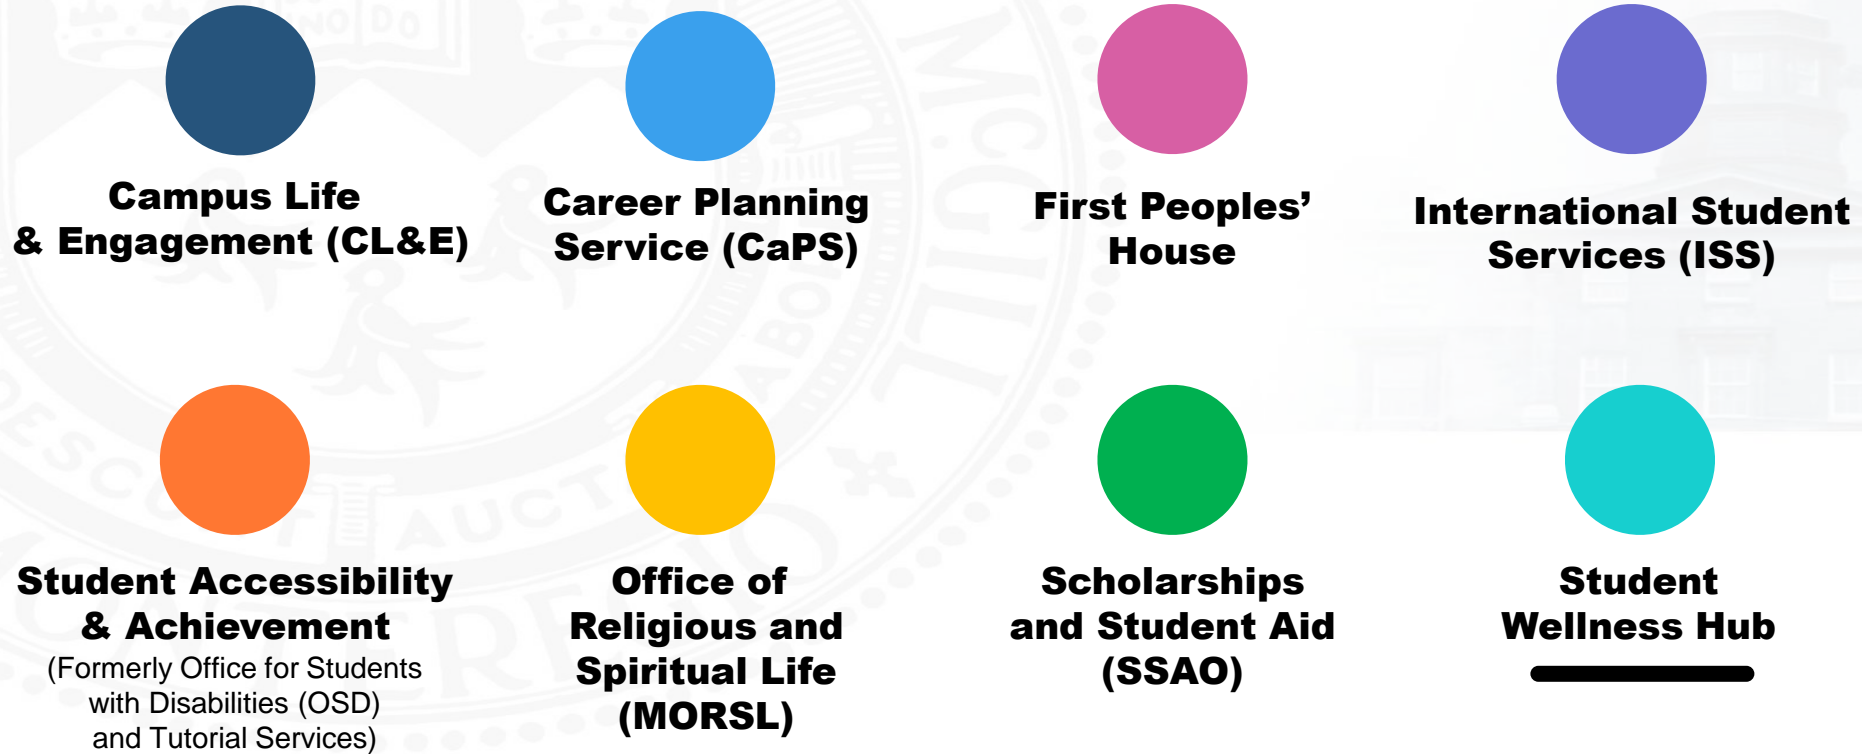 Campus Life
& Engagement (CL&E)
Career Planning
Service (CaPS)
First Peoples’
House
International Student
Services (ISS)
Student Accessibility
& Achievement
(Formerly Office for Students
with Disabilities (OSD)
and Tutorial Services)
Office of
Religious and
Spiritual Life
(MORSL)
Scholarships
and Student Aid
(SSAO)
Student
Wellness Hub
MCGILL